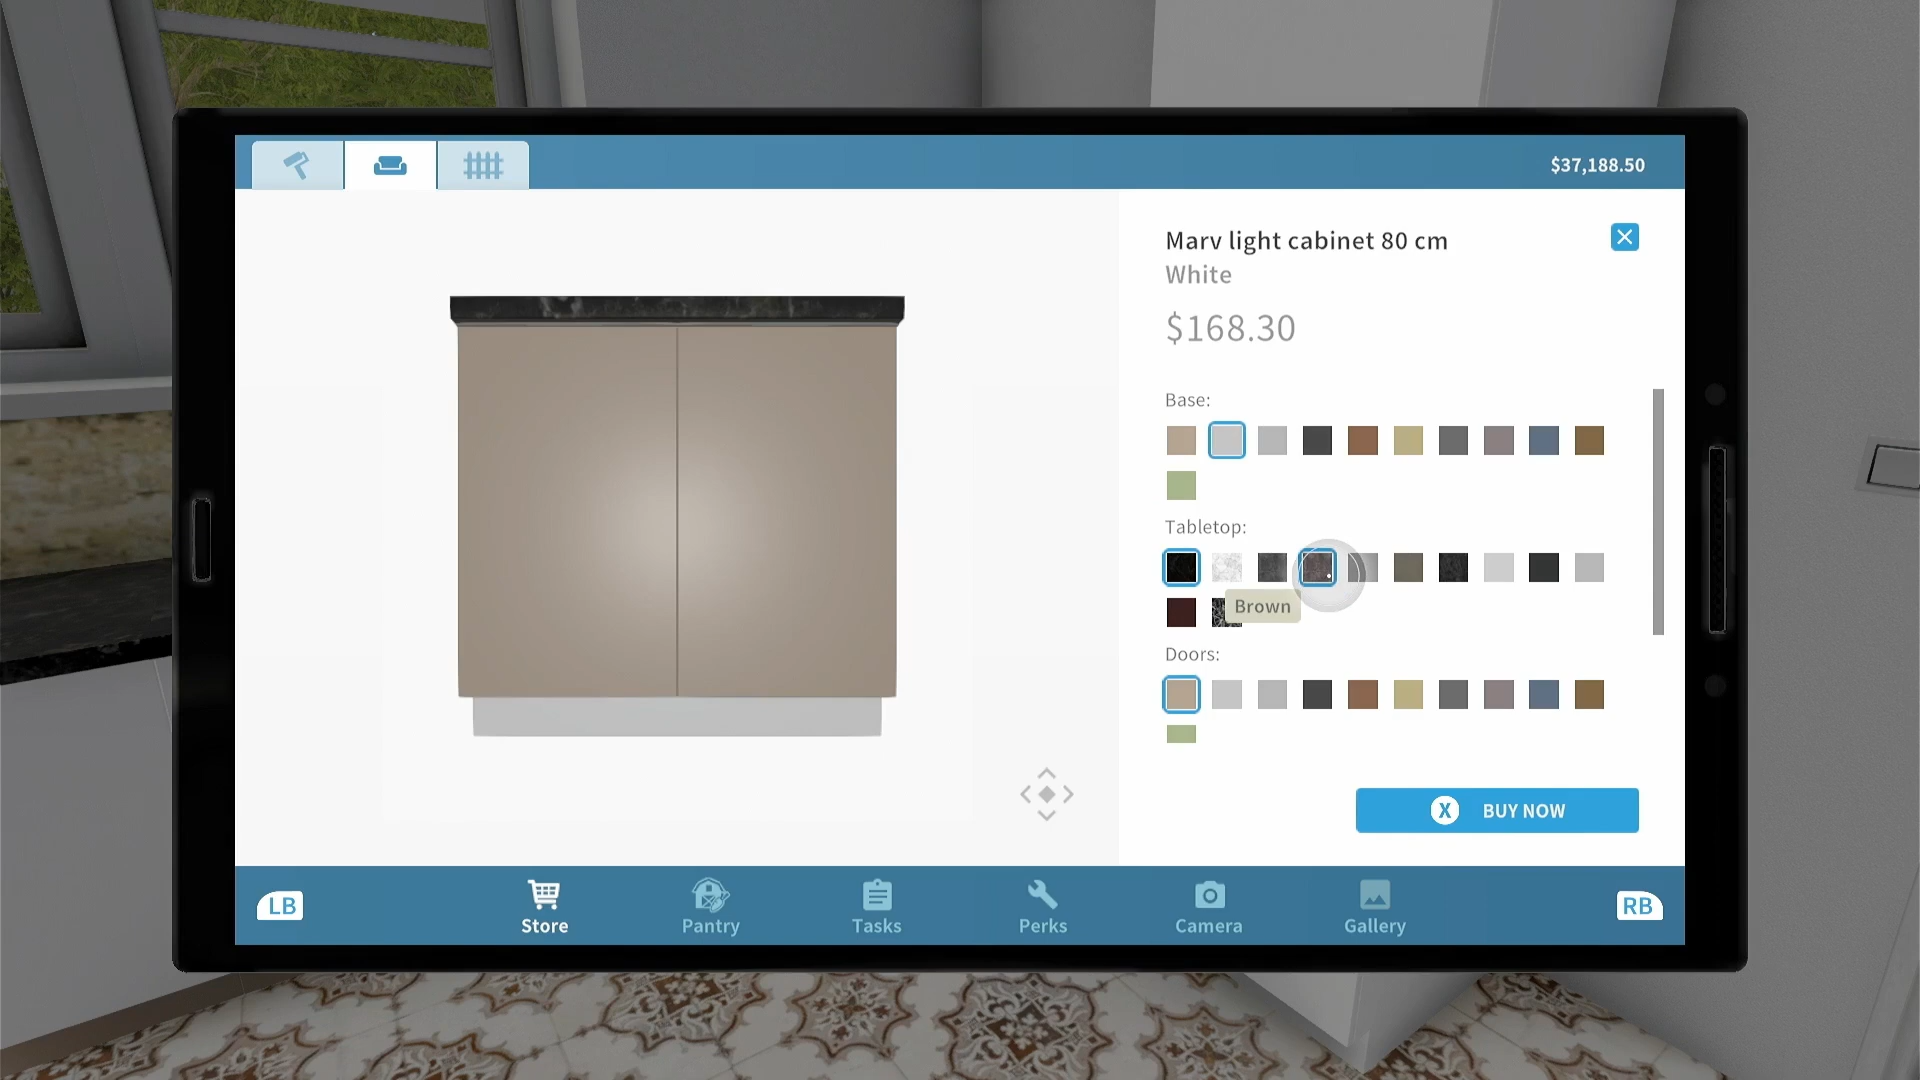 $37,188.50
Marv light cabinet 80 cm
White
$168.30
Base:
Tabletop:
Brown
Doors:
X BUY NOW
LB
Store
Pantry
Tasks
Perks
Camera
Gallery
RB